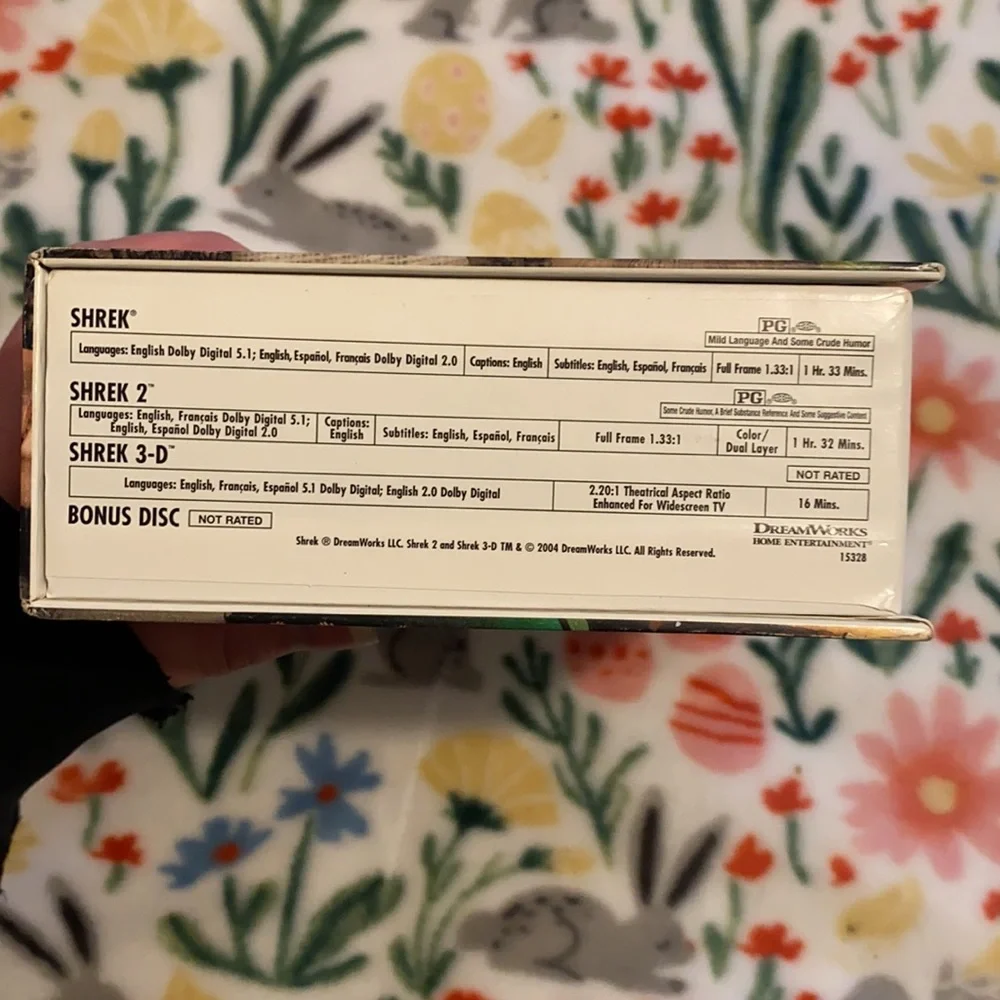 SHREK®
PG
Mild Language And Some Crude Humor
Languages: English Dolby Digital 5.1; English, Español, Français Dolby Digital 2.0 Captions: English Subtitles: English, Español, Français Full Frame 1.33:1 1 Hr. 33 Mins.
SHREK 2™
PG
Some Crude Humor, A Brief Substance Reference And Some Suggestive Content
Languages: English, Français Dolby Digital 5.1;
English, Español Dolby Digital 2.0
Captions:
English
Subtitles: English, Español, Français
Full Frame 1.33:1
Color/
Dual Layer
1 Hr. 32 Mins.
SHREK 3-D™
NOT RATED
Languages: English, Français, Español 5.1 Dolby Digital; English 2.0 Dolby Digital
2.20:1 Theatrical Aspect Ratio
Enhanced For Widescreen TV
16 Mins.
BONUS DISC NOT RATED
Shrek ® DreamWorks LLC. Shrek 2 and Shrek 3-D TM & © 2004 DreamWorks LLC. All Rights Reserved.
DREAMWORKS
HOME ENTERTAINMENT®
15328